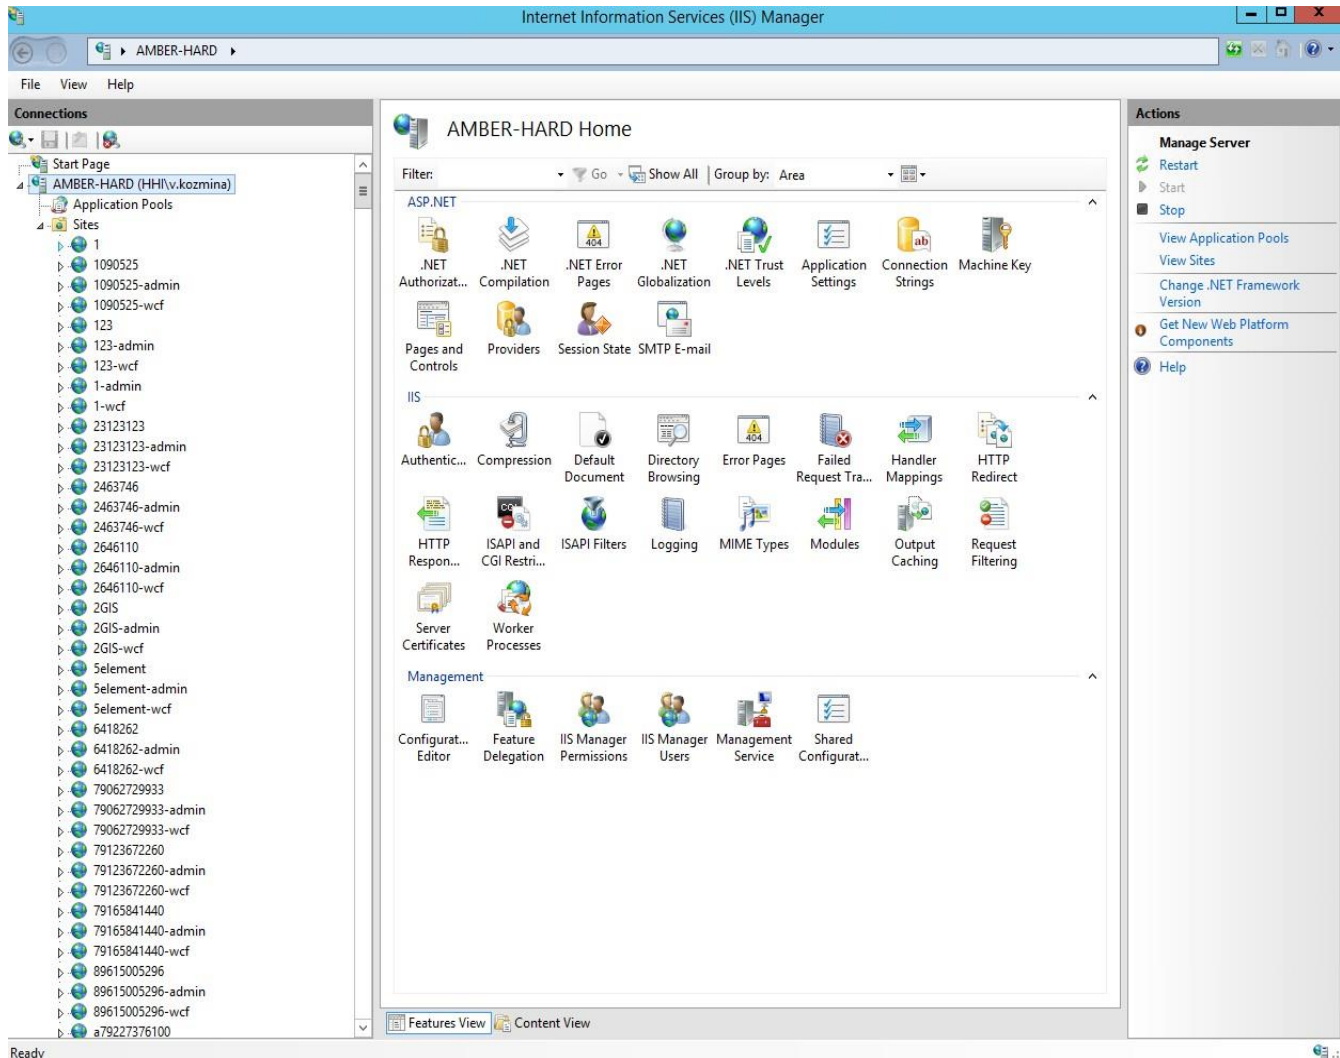 Internet Information Services (IIS) Manager
AMBER-HARD
File View Help
Connections
Start Page
AMBER-HARD (HHI\v.kozmina)
Application Pools
Sites
1
1090525
1090525-admin
1090525-wcf
123
123-admin
123-wcf
1-admin
1-wcf
23123123
23123123-admin
23123123-wcf
2463746
2463746-admin
2463746-wcf
2646110
2646110-admin
2646110-wcf
2GIS
2GIS-admin
2GIS-wcf
5element
5element-admin
5element-wcf
6418262
6418262-admin
6418262-wcf
79062729933
79062729933-admin
79062729933-wcf
79123672260
79123672260-admin
79123672260-wcf
79165841440
79165841440-admin
79165841440-wcf
89615005296
89615005296-admin
89615005296-wcf
a79227376100
AMBER-HARD Home
Filter: Go Show All Group by: Area
ASP.NET
.NET Authorizat...
.NET Compilation
.NET Error Pages
.NET Globalization
.NET Trust Levels
Application Settings
Connection Strings
Machine Key
Pages and Controls
Providers
Session State
SMTP E-mail
IIS
Authentic...
Compression
Default Document
Directory Browsing
Error Pages
Failed Request Tra...
Handler Mappings
HTTP Redirect
HTTP Respon...
ISAPI and CGI Restri...
ISAPI Filters
Logging
MIME Types
Modules
Output Caching
Request Filtering
Server Certificates
Worker Processes
Management
Configurat... Editor
Feature Delegation
IIS Manager Permissions
IIS Manager Users
Management Service
Shared Configurat...
Features View Content View
Actions
Manage Server
Restart
Start
Stop
View Application Pools
View Sites
Change .NET Framework
Version
Get New Web Platform
Components
Help
Ready